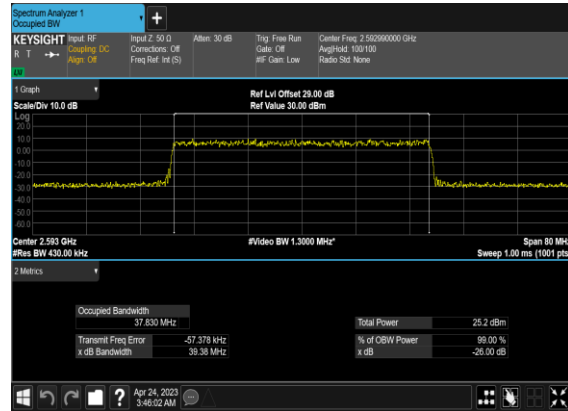 Spectrum Analyzer 1
Occupied BW
KEYSIGHT Input: RF
R T Coupling: DC
Align: Off
Input Z: 50 Ω
Corrections: Off
Freq Ref: Int (S)
Atten: 30 dB
Trig: Free Run
Gate: Off
#IF Gain: Low
Center Freq: 2.592990000 GHz
Avg|Hold: 100/100
Radio Std: None
LW
1 Graph
Scale/Div 10.0 dB
Ref Lvl Offset 29.00 dB
Ref Value 30.00 dBm
Log
20.0
10.0
0.00
-10.0
-20.0
-30.0
-40.0
-50.0
-60.0
Center 2.593 GHz
#Res BW 430.00 kHz
#Video BW 1.3000 MHz*
Span 80 MHz
Sweep 1.00 ms (1001 pts)
2 Metrics
Occupied Bandwidth
37.830 MHz
Transmit Freq Error -57.378 kHz
x dB Bandwidth 39.38 MHz
Total Power 25.2 dBm
% of OBW Power 99.00 %
x dB -26.00 dB
Apr 24, 2023
3:46:02 AM